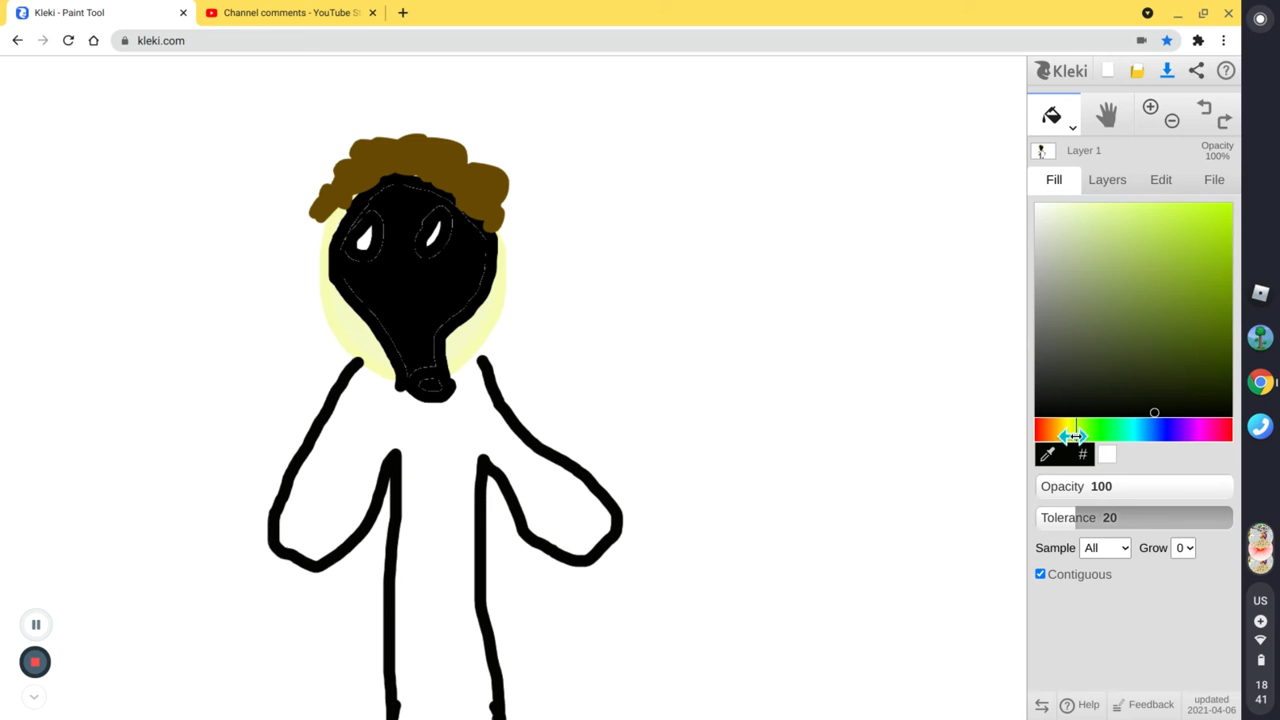 Kleki - Paint Tool
Channel comments - YouTube St
kleki.com
Kleki
Layer 1
Opacity
100%
Fill
Layers
Edit
File
#
Opacity 100
Tolerance 20
Sample All
Grow 0
Contiguous
Help
Feedback
updated
2021-04-06
US
18
41